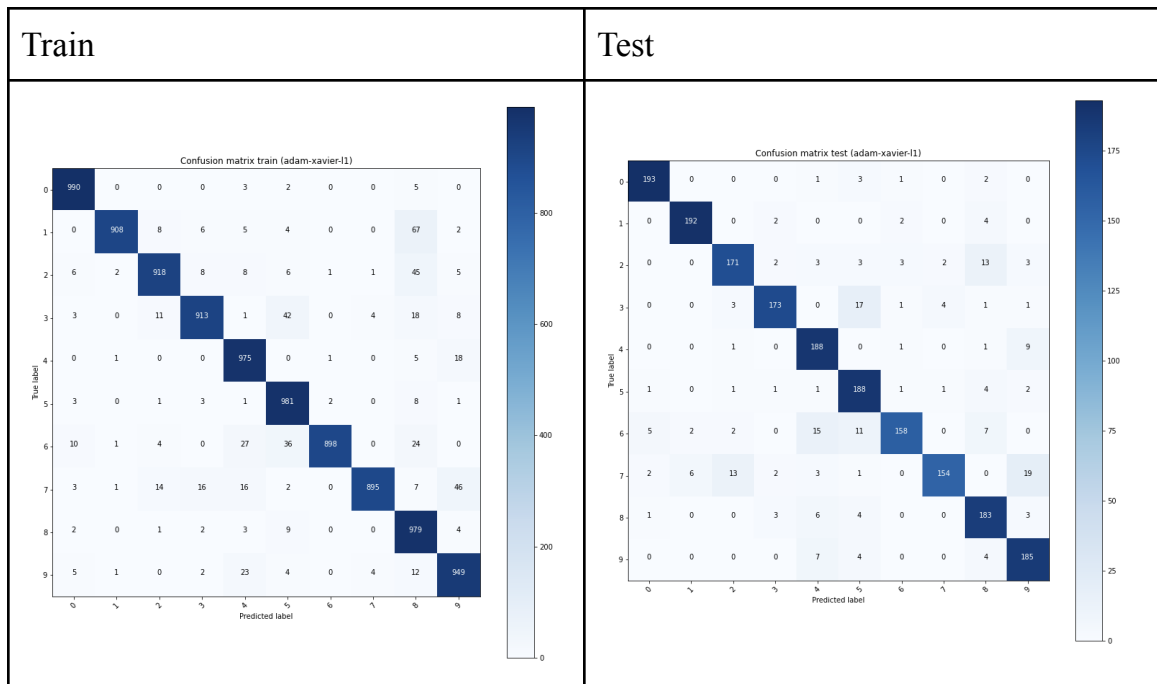 Train
Test
Confusion matrix train (adam-xavier-l1)
True label
0 990 0 0 0 3 2 0 0 5 0
1 0 908 8 6 5 4 0 0 67 2
2 6 2 918 8 8 6 1 1 45 5
3 3 0 11 913 1 42 0 4 18 8
4 0 1 0 0 975 0 1 0 5 18
5 3 0 1 3 1 981 2 0 8 1
6 10 1 4 0 27 36 898 0 24 0
7 3 1 14 16 16 2 0 895 7 46
8 2 0 1 2 3 9 0 0 979 4
9 5 1 0 2 23 4 0 4 12 949
0 1 2 3 4 5 6 7 8 9
Predicted label
800
600
400
200
0
Confusion matrix test (adam-xavier-l1)
True label
0 193 0 0 0 1 3 1 0 2 0
1 0 192 0 2 0 0 2 0 4 0
2 0 0 171 2 3 3 3 2 13 3
3 0 0 3 173 0 17 1 4 1 1
4 0 0 1 0 188 0 1 0 1 9
5 1 0 1 1 1 188 1 1 4 2
6 5 2 2 0 15 11 158 0 7 0
7 2 6 13 2 3 1 0 154 0 19
8 1 0 0 3 6 4 0 0 183 3
9 0 0 0 0 7 4 0 0 4 185
0 1 2 3 4 5 6 7 8 9
Predicted label
175
150
125
100
75
50
25
0